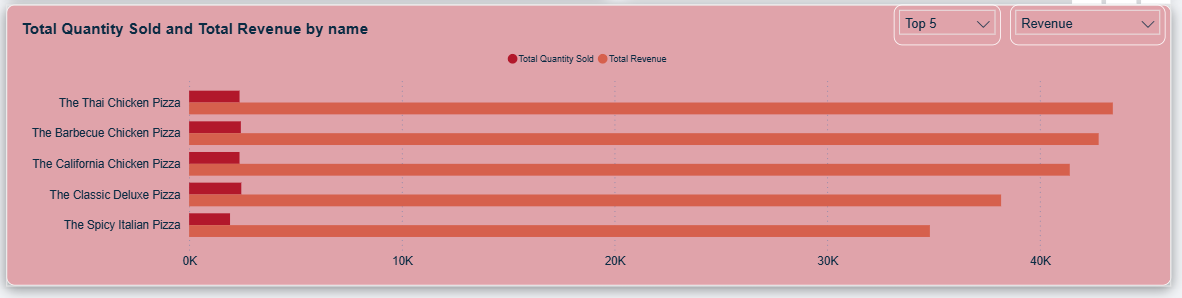 Total Quantity Sold and Total Revenue by name
Top 5
Revenue
Total Quantity Sold Total Revenue
The Thai Chicken Pizza
The Barbecue Chicken Pizza
The California Chicken Pizza
The Classic Deluxe Pizza
The Spicy Italian Pizza
0K 10K 20K 30K 40K